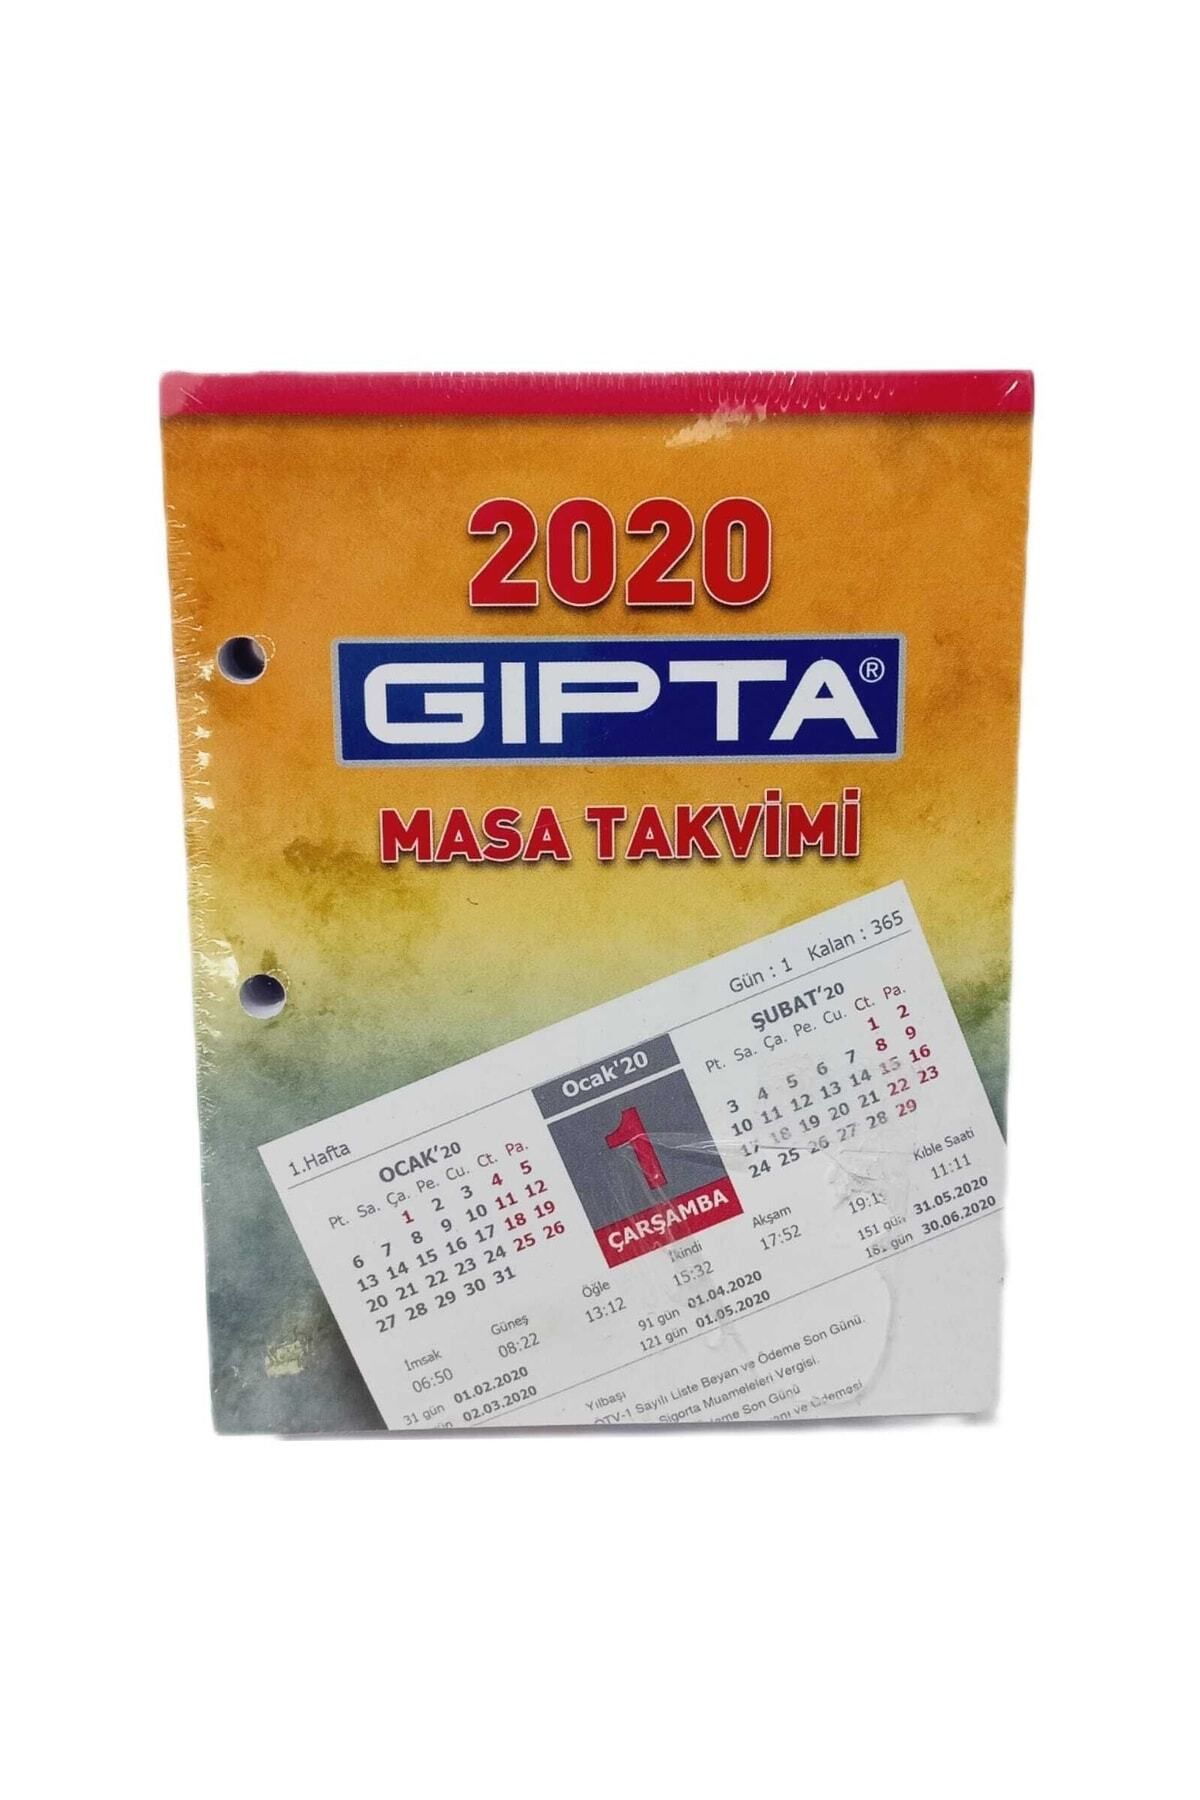 2020
GIPTA®
MASA TAKVİMİ
Gün : 1 Kalan : 365
1.Hafta
OCAK'20
Pt. Sa. Ça. Pe. Cu. Ct. Pa.
1 2 3 4 5
6 7 8 9 10 11 12
13 14 15 16 17 18 19
20 21 22 23 24 25 26
27 28 29 30 31
Ocak'20
1
ÇARŞAMBA
ŞUBAT'20
Pt. Sa. Ça. Pe. Cu. Ct. Pa.
1 2
3 4 5 6 7 8 9
10 11 12 13 14 15 16
17 18 19 20 21 22 23
24 25 26 27 28 29
İmsak Güneş Öğle İkindi Akşam Kıble Saati
06:50 08:22 13:12 15:32 17:52 11:11
31 gün 01.02.2020 91 gün 01.04.2020 151 gün 31.05.2020
gün 02.03.2020 121 gün 01.05.2020 181 gün 30.06.2020
Yılbaşı
ÖTV-1 Sayılı Liste Beyan ve Ödeme Son Günü.
Sigorta Muameleleri Vergisi.
Son Günü